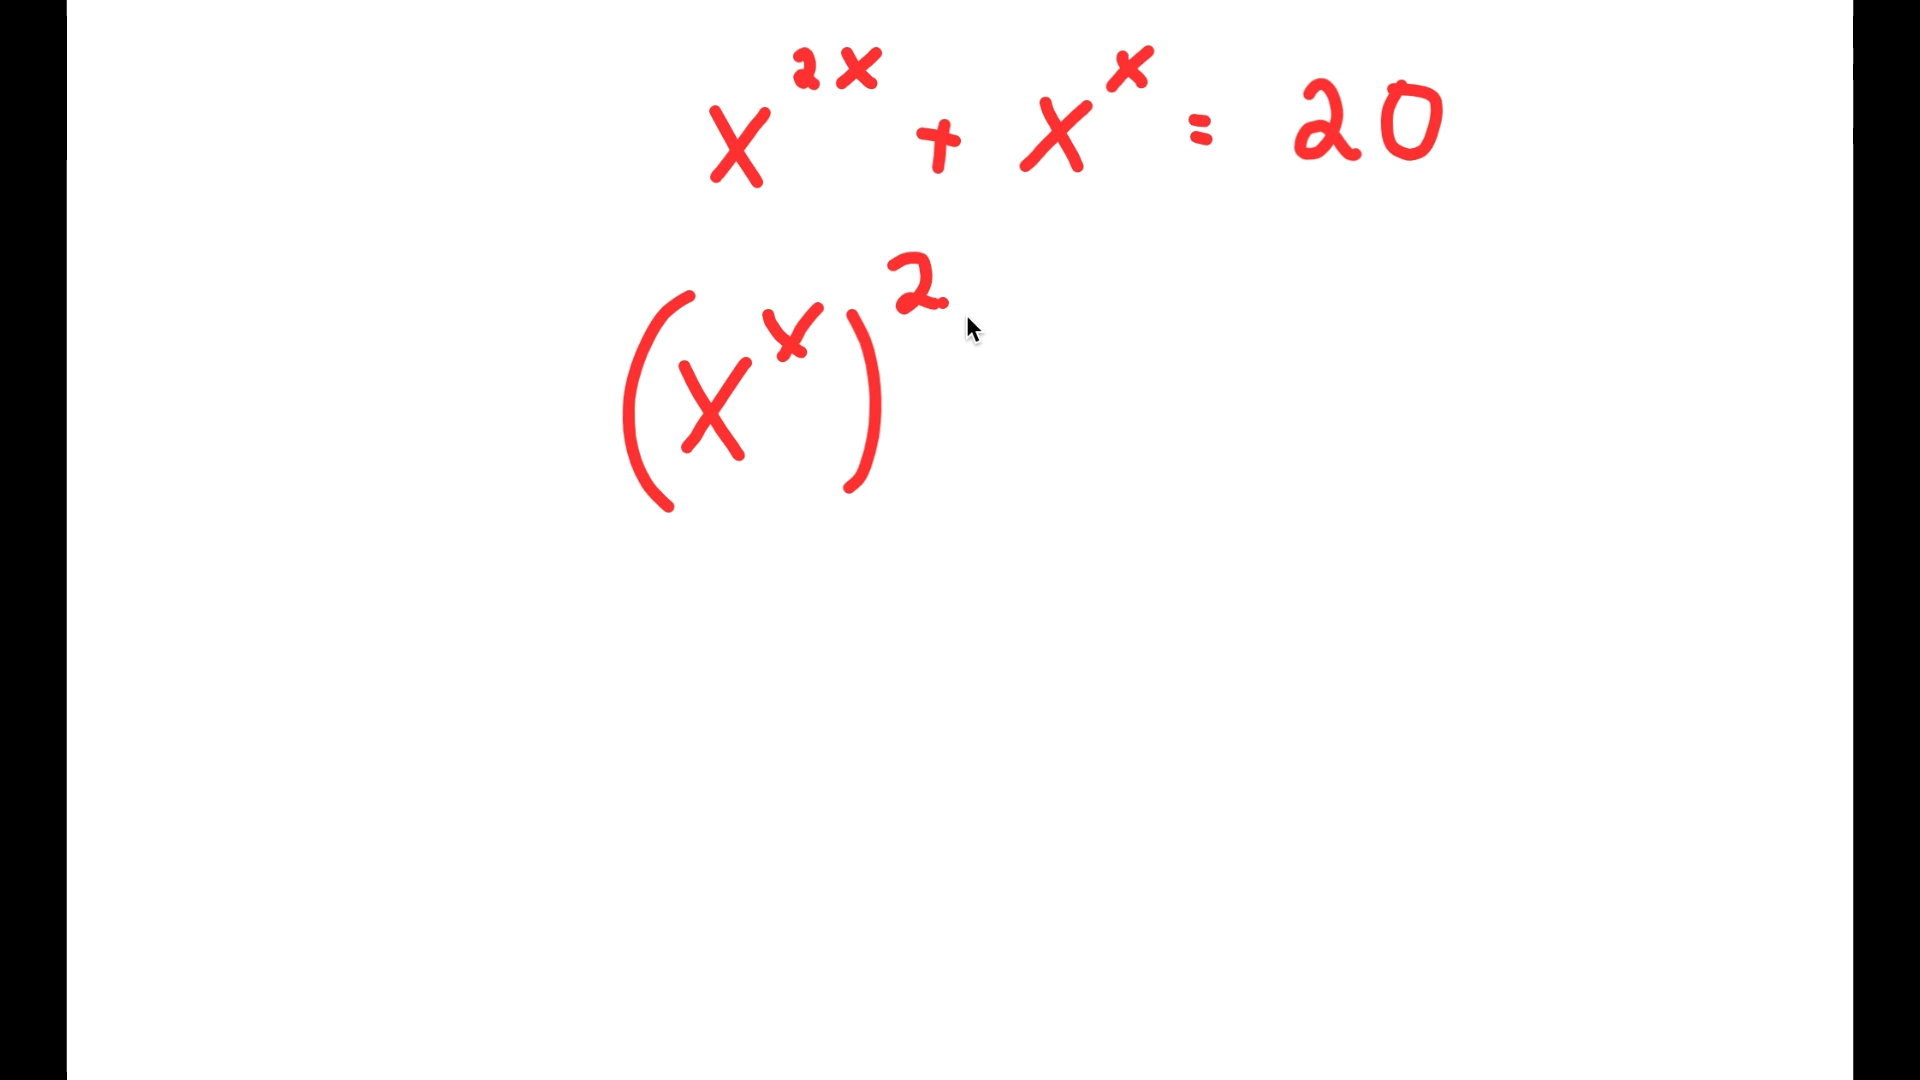 x^{2x} + x^x = 20
(x^x)^2